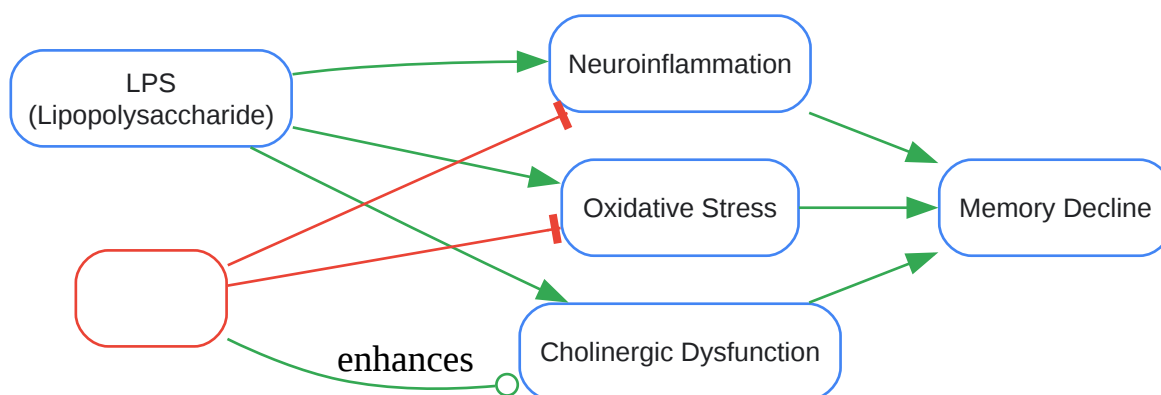 LPS
(Lipopolysaccharide)
Neuroinflammation
Oxidative Stress
Memory Decline
Cholinergic Dysfunction
enhances